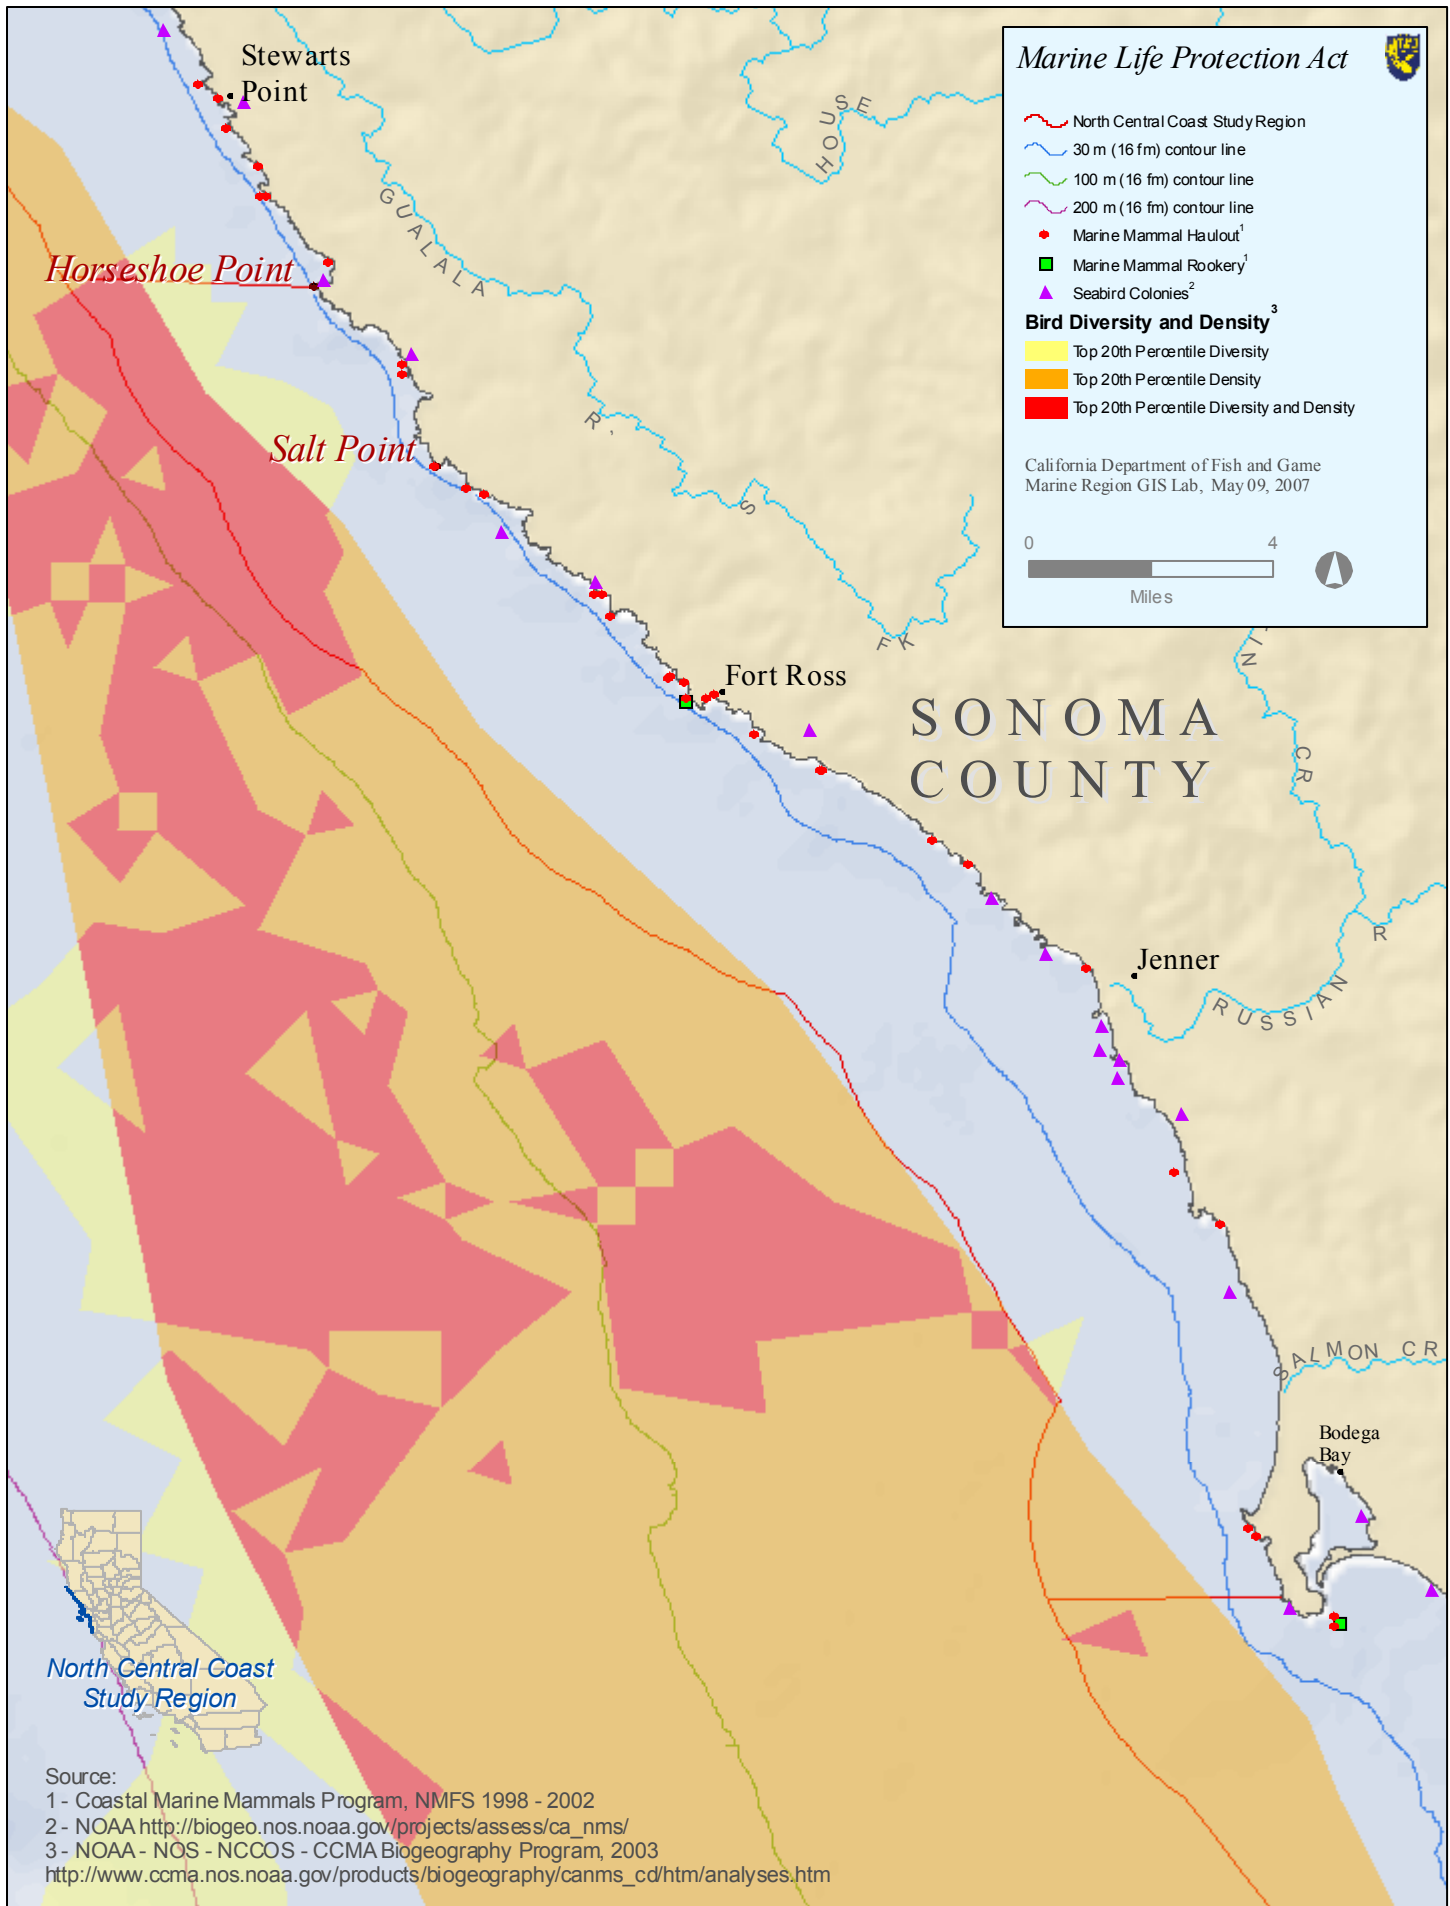 Stewarts
Point
Marine Life Protection Act
North Central Coast Study Region
30 m (16 fm) contour line
100 m (16 fm) contour line
200 m (16 fm) contour line
Marine Mammal Haulout1
Marine Mammal Rookery1
Seabird Colonies2
Bird Diversity and Density3
Top 20th Percentile Diversity
Top 20th Percentile Density
Top 20th Percentile Diversity and Density
California Department of Fish and Game
Marine Region GIS Lab, May 09, 2007
0 4
Miles
HOUSE
GUALALA
R, S
FK
Horseshoe Point
Salt Point
Fort Ross
SONOMA
COUNTY
IN
CR
Jenner
RUSSIAN
R
SALMON CR
Bodega
Bay
North Central Coast
Study Region
Source:
1 - Coastal Marine Mammals Program, NMFS 1998 - 2002
2 - NOAA http://biogeo.nos.noaa.gov/projects/assess/ca_nms/
3 - NOAA - NOS - NCCOS - CCMA Biogeography Program, 2003
http://www.ccma.nos.noaa.gov/products/biogeography/canms_cd/htm/analyses.htm